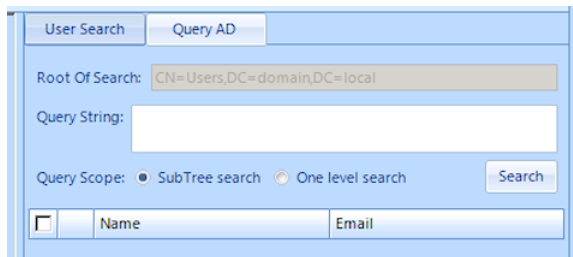 User Search Query AD
Root Of Search: CN=Users,DC=domain,DC=local
Query String:
Query Scope: SubTree search One level search Search
Name Email